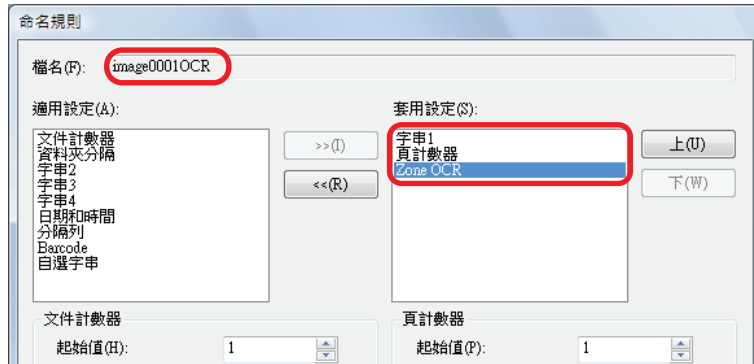 命名規則
檔名(F): image0001OCR
適用設定(A): 套用設定(S):
文件計數器
資料夾分隔
字串2
字串3
字串4
日期和時間
分隔列
Barcode
自選字串
>>(I)
<<(R)
字串1
頁計數器
Zone OCR
上(U)
下(W)
文件計數器 頁計數器
起始值(H): 1 起始值(P): 1